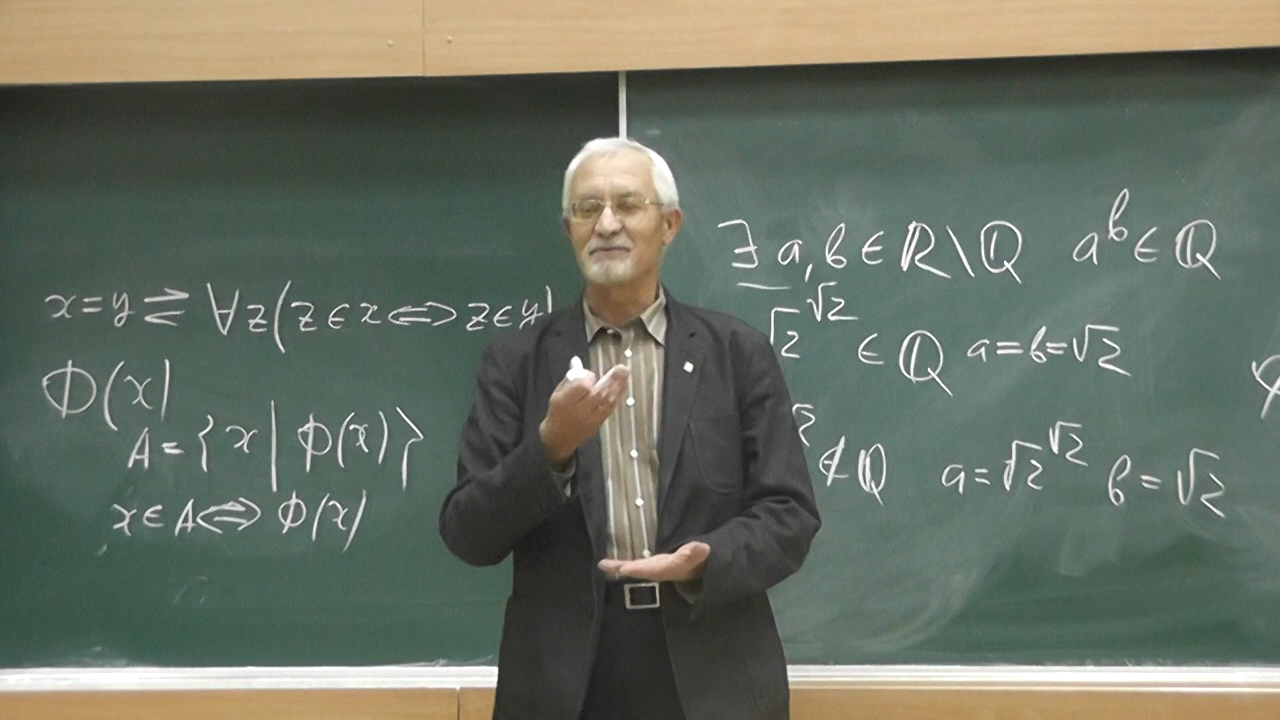 x=y ⇌ ∀z(z∈x⟺z∈y)
Φ(x)
A={x|Φ(x)}
x∈A⟺Φ(x)
∃ a,b∈ℝ\ℚ a^b∈ℚ
√2^√2 ∈ℚ a=b=√2
∉ℚ a=√2^√2 b=√2